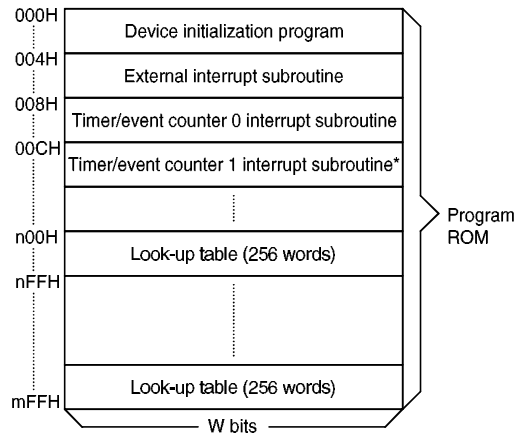 000H
Device initialization program
004H
External interrupt subroutine
008H
Timer/event counter 0 interrupt subroutine
00CH
Timer/event counter 1 interrupt subroutine*
n00H
Look-up table (256 words)
nFFH
Program
ROM
Look-up table (256 words)
mFFH
W bits